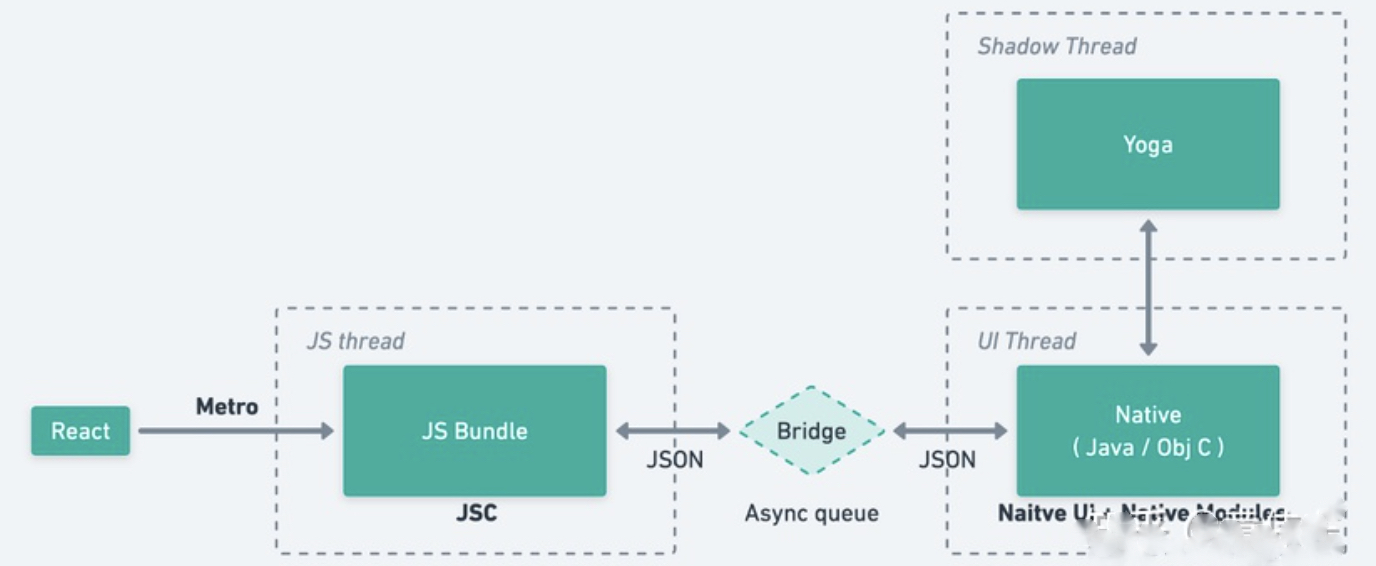 Shadow Thread
Yoga
JS thread
UI Thread
React
Metro
JS Bundle
JSON
Bridge
JSON
Native
( Java / Obj C )
JSC
Async queue
Naitve UI + Native Modules